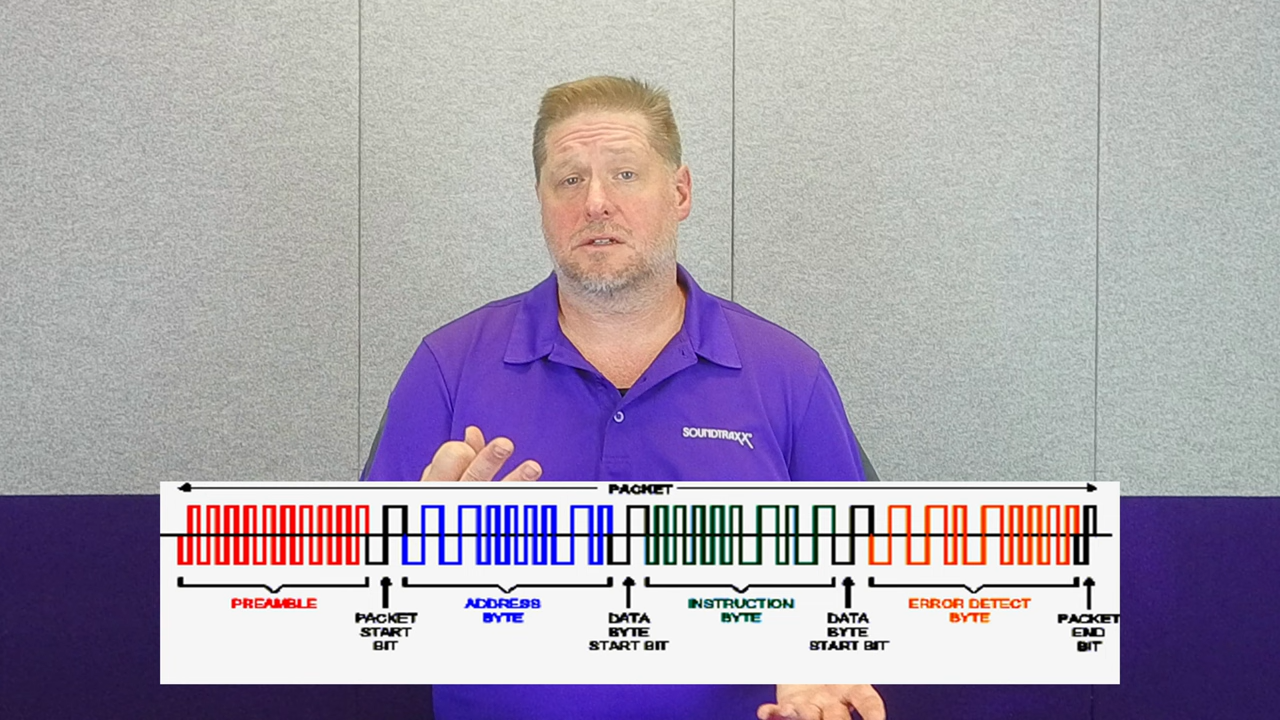 SOUNDTRAXX
PACKET
PREAMBLE
PACKET
START
BIT
ADDRESS
BYTE
DATA
BYTE
START BIT
INSTRUCTION
BYTE
DATA
BYTE
START BIT
ERROR DETECT
BYTE
PACKET
END
BIT